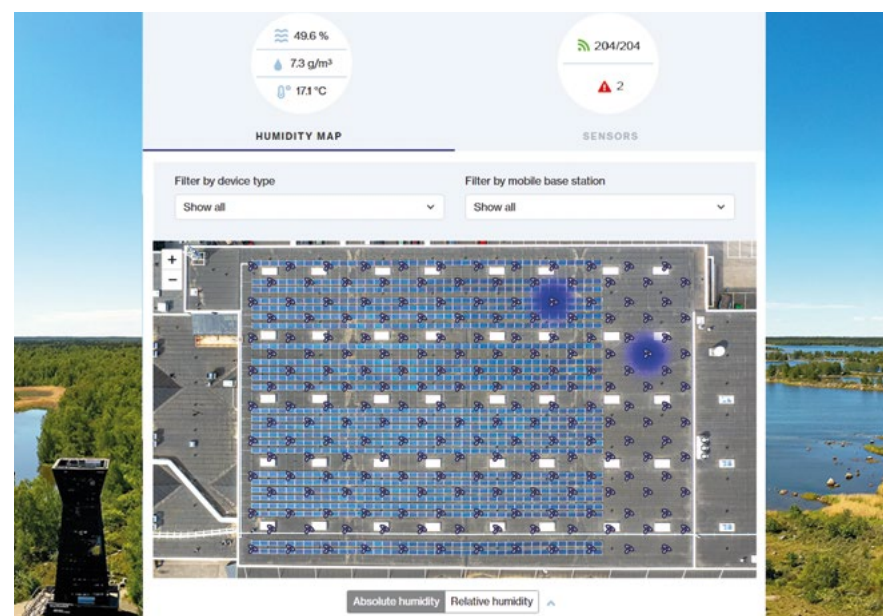 49.6 %
204/204
7.3 g/m³
17.1 °C
2
HUMIDITY MAP
SENSORS
Filter by device type
Filter by mobile base station
Show all
Show all
+
−
Absolute humidity
Relative humidity